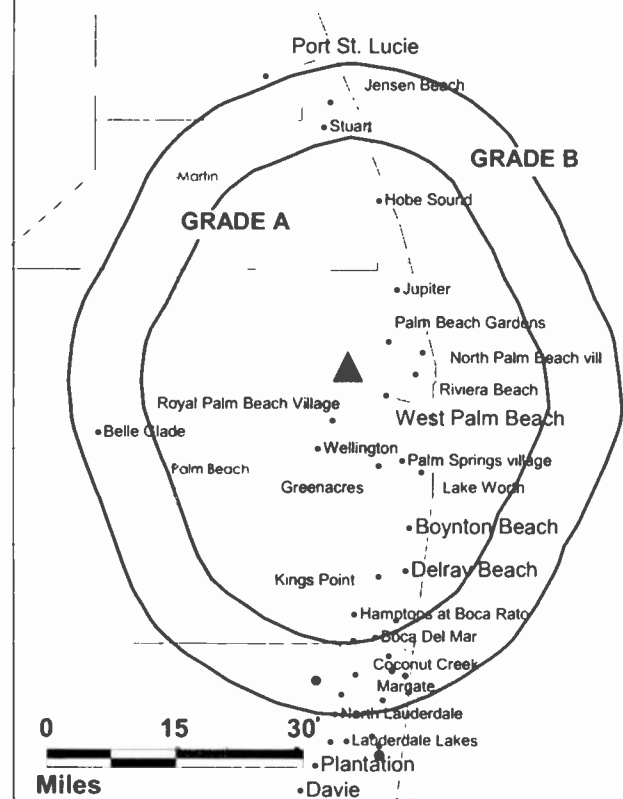 Port St. Lucie
Jensen Beach
Stuart
GRADE B
Martin
Hobe Sound
GRADE A
Jupiter
Palm Beach Gardens
North Palm Beach vill
Riviera Beach
Royal Palm Beach Village
West Palm Beach
Belle Glade
Wellington
Palm Springs village
Palm Beach
Greenacres
Lake Worth
Boynton Beach
Delray Beach
Kings Point
Hamptons at Boca Rato
Boca Del Mar
Coconut Creek
Margate
North Lauderdale
0 15 30
Lauderdale Lakes
Plantation
Miles
Davie